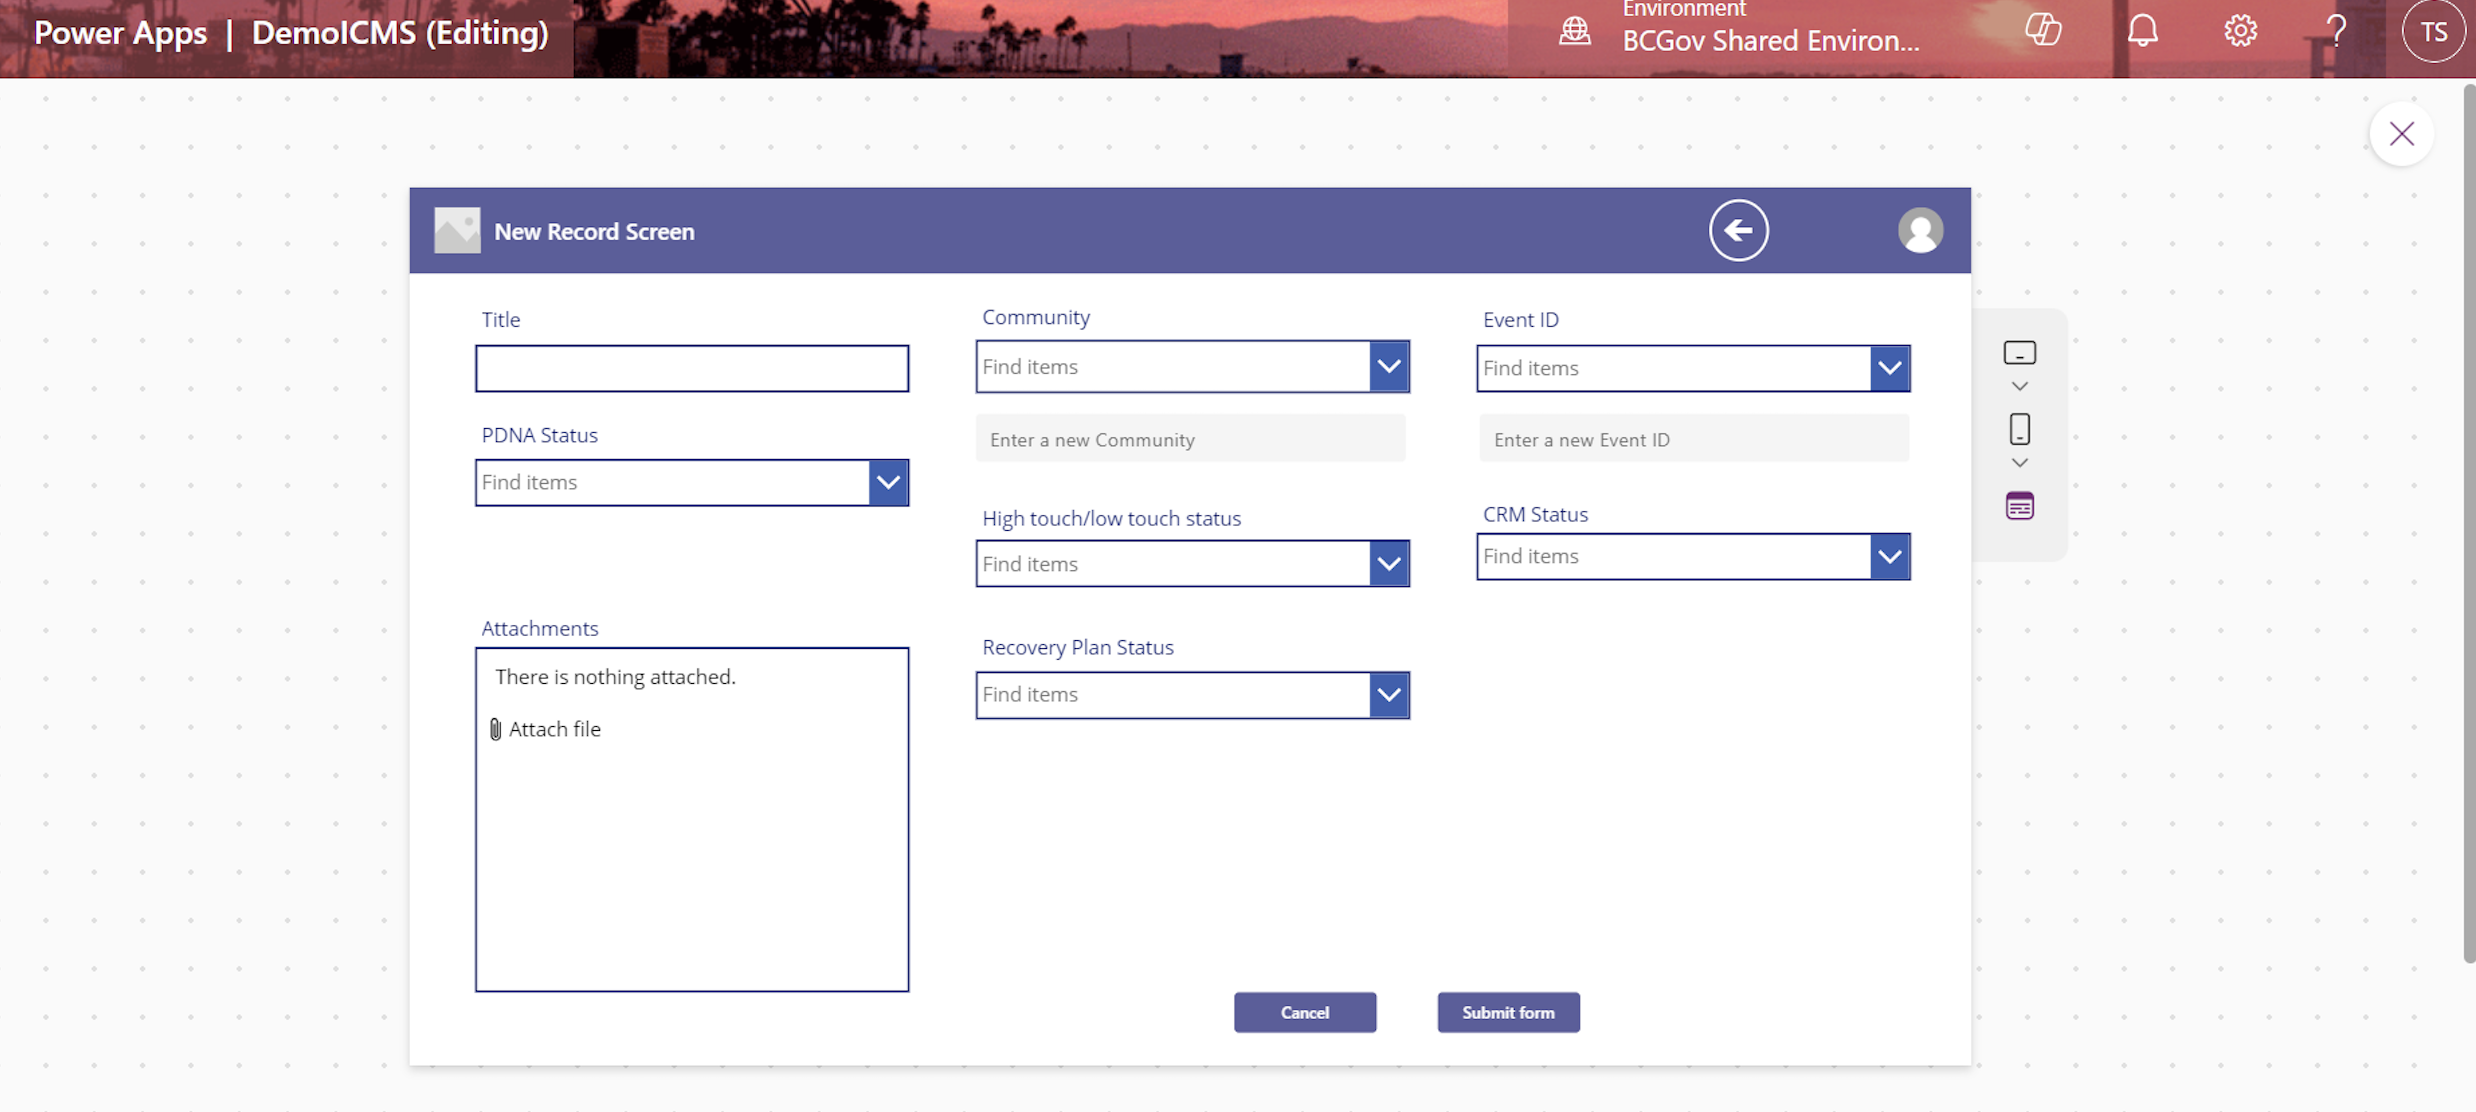 Power Apps | DemoICMS (Editing)
Environment
BCGov Shared Environ...
TS
New Record Screen
Title
Community
Find items
Event ID
Find items
Enter a new Community
Enter a new Event ID
PDNA Status
Find items
High touch/low touch status
Find items
CRM Status
Find items
Attachments
There is nothing attached.
Attach file
Recovery Plan Status
Find items
Cancel
Submit form